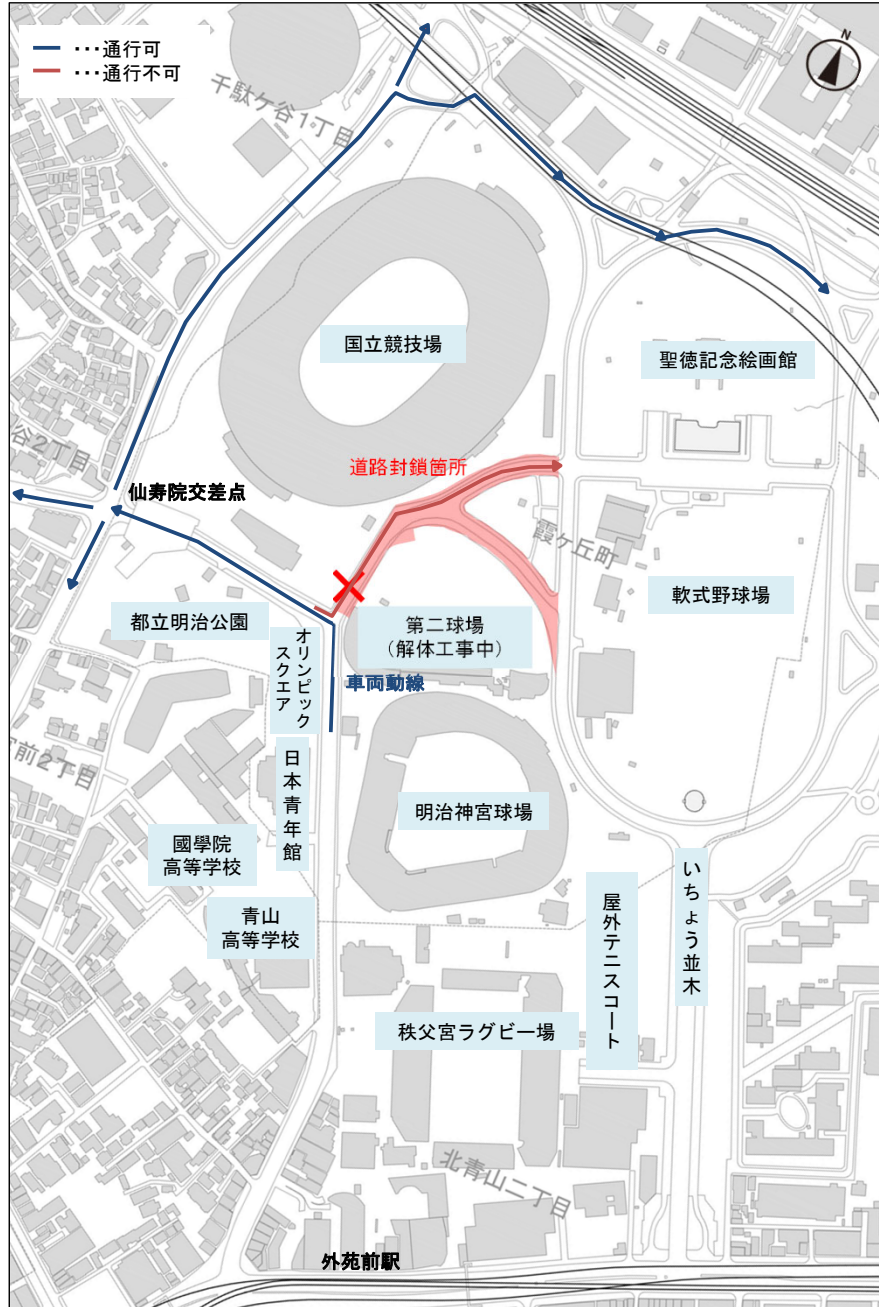 ━ ･･･通行可
━ ･･･通行不可
N
千駄ケ谷1丁目
国立競技場
聖徳記念絵画館
谷2丁目
道路封鎖箇所
仙寿院交差点
霞ケ丘町
軟式野球場
都立明治公園
オリンピック
スクエア
第二球場
(解体工事中)
車両動線
宮前2丁目
日本青年館
明治神宮球場
國學院
高等学校
いちょう並木
青山
高等学校
屋外テニスコート
秩父宮ラグビー場
北青山二丁目
外苑前駅